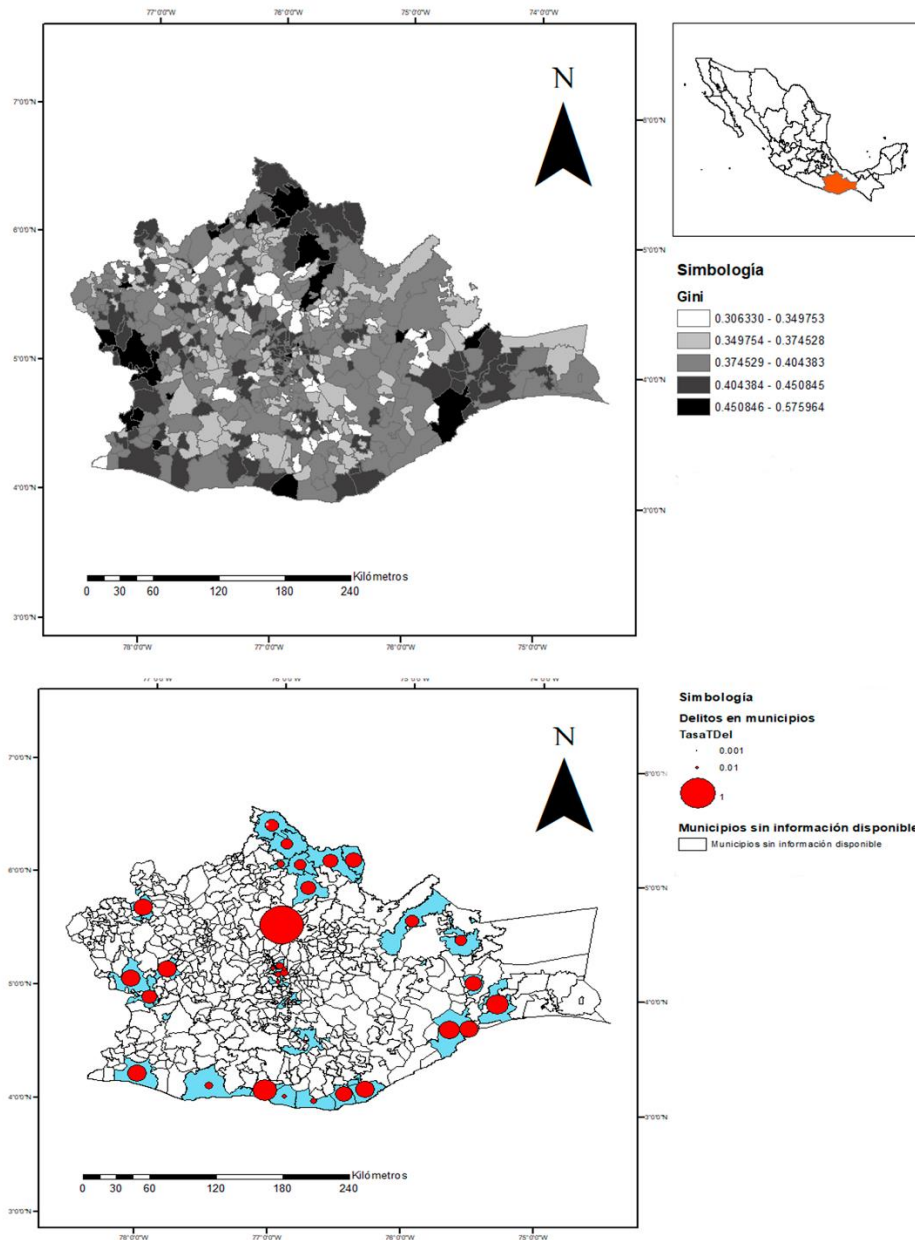 77°0'0"W 76°0'0"W 75°0'0"W 74°0'0"W
N
7°0'0"N
6°0'0"N
6°0'0"N
5°0'0"N
5°0'0"N
4°0'0"N
4°0'0"N
3°0'0"N
3°0'0"N
Kilómetros
0 30 60 120 180 240
78°0'0"W 77°0'0"W 76°0'0"W 75°0'0"W
Simbología
Gini
0.306330 - 0.349753
0.349754 - 0.374528
0.374529 - 0.404383
0.404384 - 0.450845
0.450846 - 0.575964
N
7°0'0"N
6°0'0"N
6°0'0"N
5°0'0"N
5°0'0"N
4°0'0"N
4°0'0"N
3°0'0"N
3°0'0"N
Kilómetros
0 30 60 120 180 240
78°0'0"W 77°0'0"W 76°0'0"W 75°0'0"W
Simbología
Delitos en municipios
TasaTDel
0.001
0.01
1
Municipios sin información disponible
Municipios sin información disponible